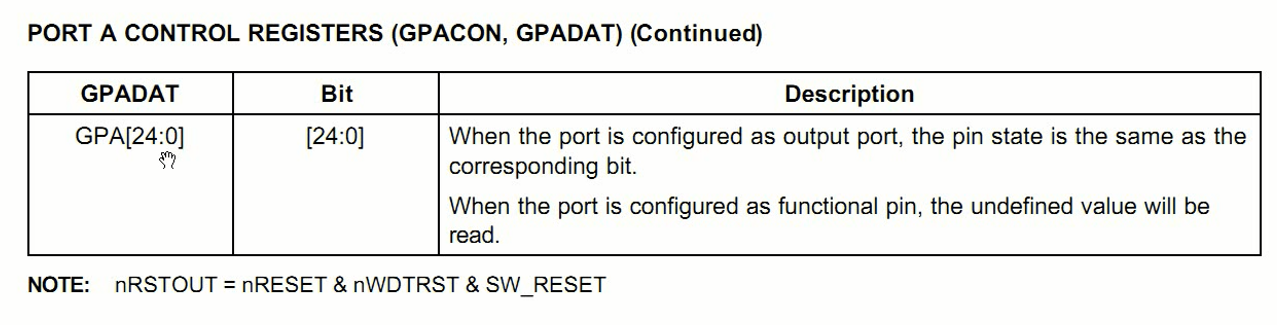 PORT A CONTROL REGISTERS (GPACON, GPADAT) (Continued)
GPADAT Bit Description
GPA[24:0] [24:0] When the port is configured as output port, the pin state is the same as the
corresponding bit.
When the port is configured as functional pin, the undefined value will be
read.
NOTE: nRSTOUT = nRESET & nWDTRST & SW_RESET